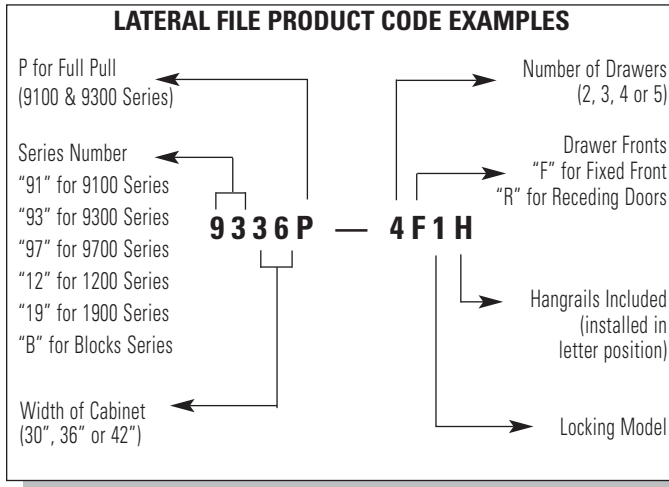 LATERAL FILE PRODUCT CODE EXAMPLES
P for Full Pull
(9100 & 9300 Series)
Series Number
“91” for 9100 Series
“93” for 9300 Series
“97” for 9700 Series
“12” for 1200 Series
“19” for 1900 Series
“B” for Blocks Series
Width of Cabinet
(30”, 36” or 42”)
9336P — 4F1H
Number of Drawers
(2, 3, 4 or 5)
Drawer Fronts
“F” for Fixed Front
“R” for Receding Doors
Hangrails Included
(installed in
letter position)
Locking Model